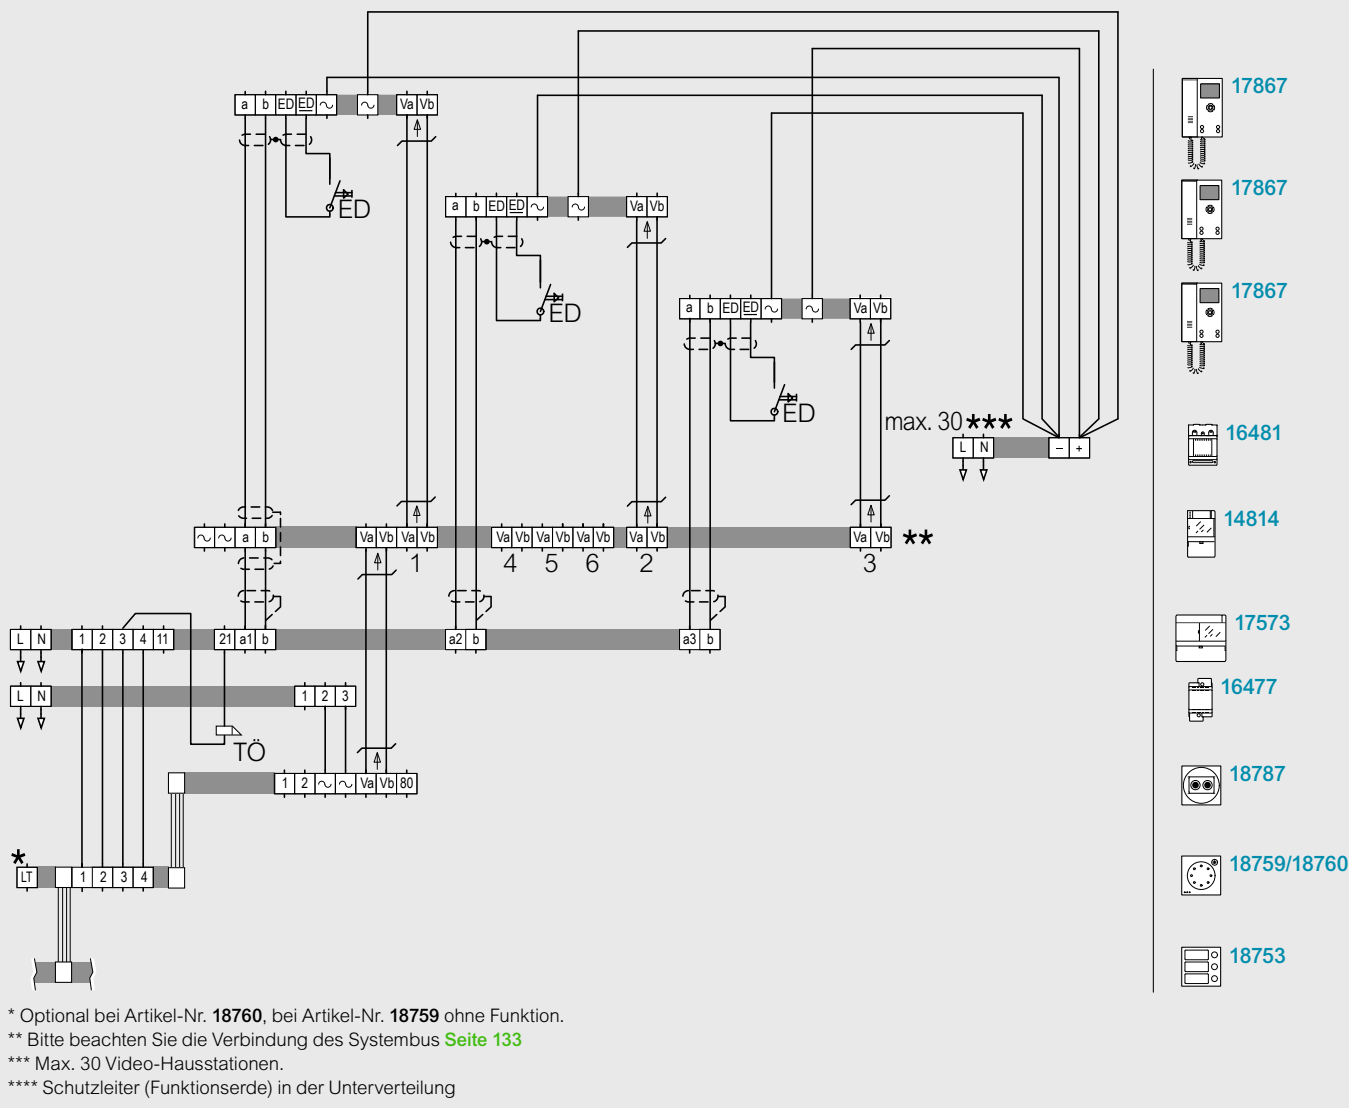 a b ED ED ~ ~ Va Vb
17867
ED
a b ED ED ~ ~ Va Vb
17867
ED
a b ED ED ~ ~ Va Vb
17867
ED
max. 30 ***
L N − +
16481
~ ~ a b Va Vb Va Vb Va Vb Va Vb Va Vb Va Vb Va Vb **
14814
1 4 5 6 2 3
L N 1 2 3 4 11 21 a1 b a2 b a3 b
17573
L N 1 2 3
16477
TÖ
1 2 ~ ~ Va Vb 80
18787
*
LT 1 2 3 4
18759/18760
18753
* Optional bei Artikel-Nr. 18760, bei Artikel-Nr. 18759 ohne Funktion.
** Bitte beachten Sie die Verbindung des Systembus Seite 133
*** Max. 30 Video-Hausstationen.
**** Schutzleiter (Funktionserde) in der Unterverteilung